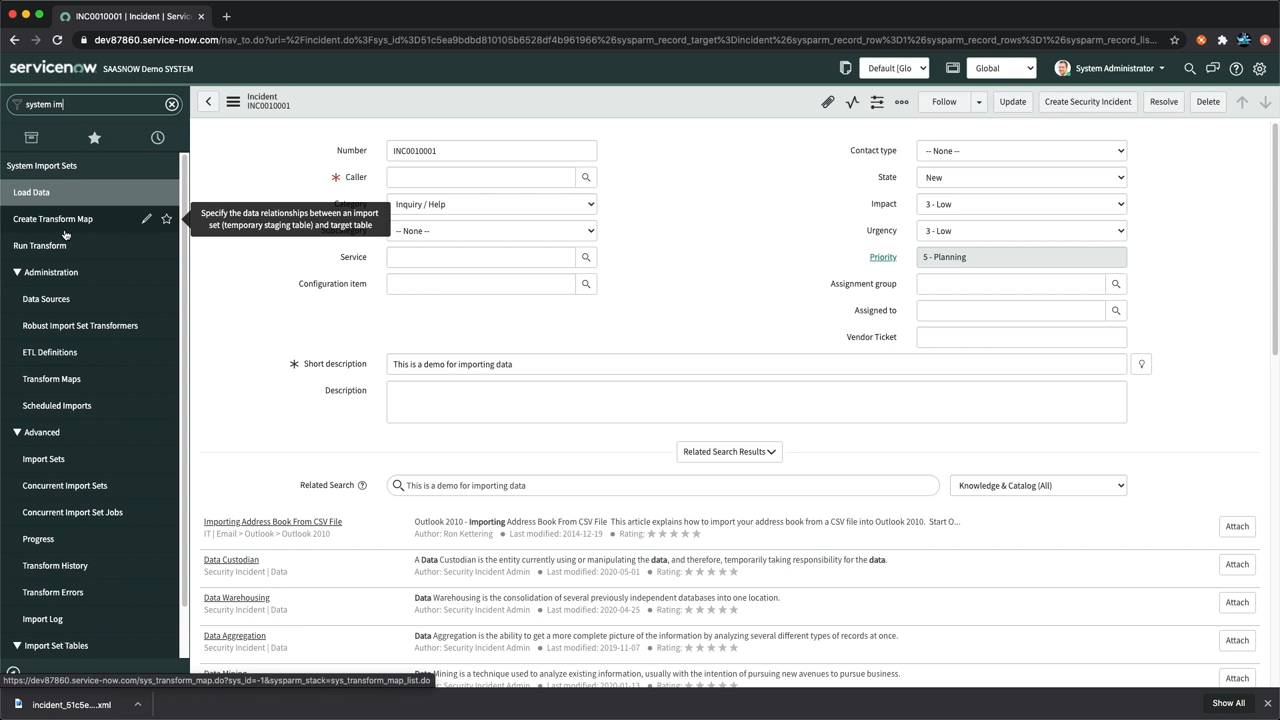 INC0010001 | Incident | Servic
dev87860.service-now.com/nav_to.do?uri=%2Fincident.do%3Fsys_id%3D51c5ea9bdbd810105b6528df4b961966%26sysparm_record_target%3Dincident%26sysparm_record_row%3D1%26sysparm_record_rows%3D1%26sysparm_record_lis...
servicenow SAASNOW Demo SYSTEM
Default [Glo
Global
System Administrator
system im
Incident
INC0010001
Follow
Update
Create Security Incident
Resolve
Delete
System Import Sets
Load Data
Create Transform Map
Run Transform
Administration
Data Sources
Robust Import Set Transformers
ETL Definitions
Transform Maps
Scheduled Imports
Advanced
Import Sets
Concurrent Import Sets
Concurrent Import Set Jobs
Progress
Transform History
Transform Errors
Import Log
Import Set Tables
Specify the data relationships between an import
set (temporary staging table) and target table
Number INC0010001
Caller
Category Inquiry / Help
-- None --
Service
Configuration item
Contact type -- None --
State New
Impact 3 - Low
Urgency 3 - Low
Priority 5 - Planning
Assignment group
Assigned to
Vendor Ticket
Short description This is a demo for importing data
Description
Related Search Results
Related Search This is a demo for importing data Knowledge & Catalog (All)
Importing Address Book From CSV File Outlook 2010 - Importing Address Book From CSV File This article explains how to import your address book from a CSV file into Outlook 2010. Start O... Attach
IT | Email > Outlook > Outlook 2010 Author: Ron Kettering Last modified: 2014-12-19 Rating:
Data Custodian A Data Custodian is the entity currently using or manipulating the data, and therefore, temporarily taking responsibility for the data. Attach
Security Incident | Data Author: Security Incident Admin Last modified: 2020-05-01 Rating:
Data Warehousing Data Warehousing is the consolidation of several previously independent databases into one location. Attach
Security Incident | Data Author: Security Incident Admin Last modified: 2020-04-25 Rating:
Data Aggregation Data Aggregation is the ability to get a more complete picture of the information by analyzing several different types of records at once. Attach
Security Incident | Data Author: Security Incident Admin Last modified: 2019-11-07 Rating:
Data Mining Data Mining is a technique used to analyze existing information, usually with the intention of pursuing new avenues to pursue business. Attach
Security Incident | Data Author: Security Incident Admin Last modified: 2020-01-13 Rating:
https://dev87860.service-now.com/sys_transform_map.do?sys_id=-1&sysparm_stack=sys_transform_map_list.do
incident_51c5e....xml
Show All